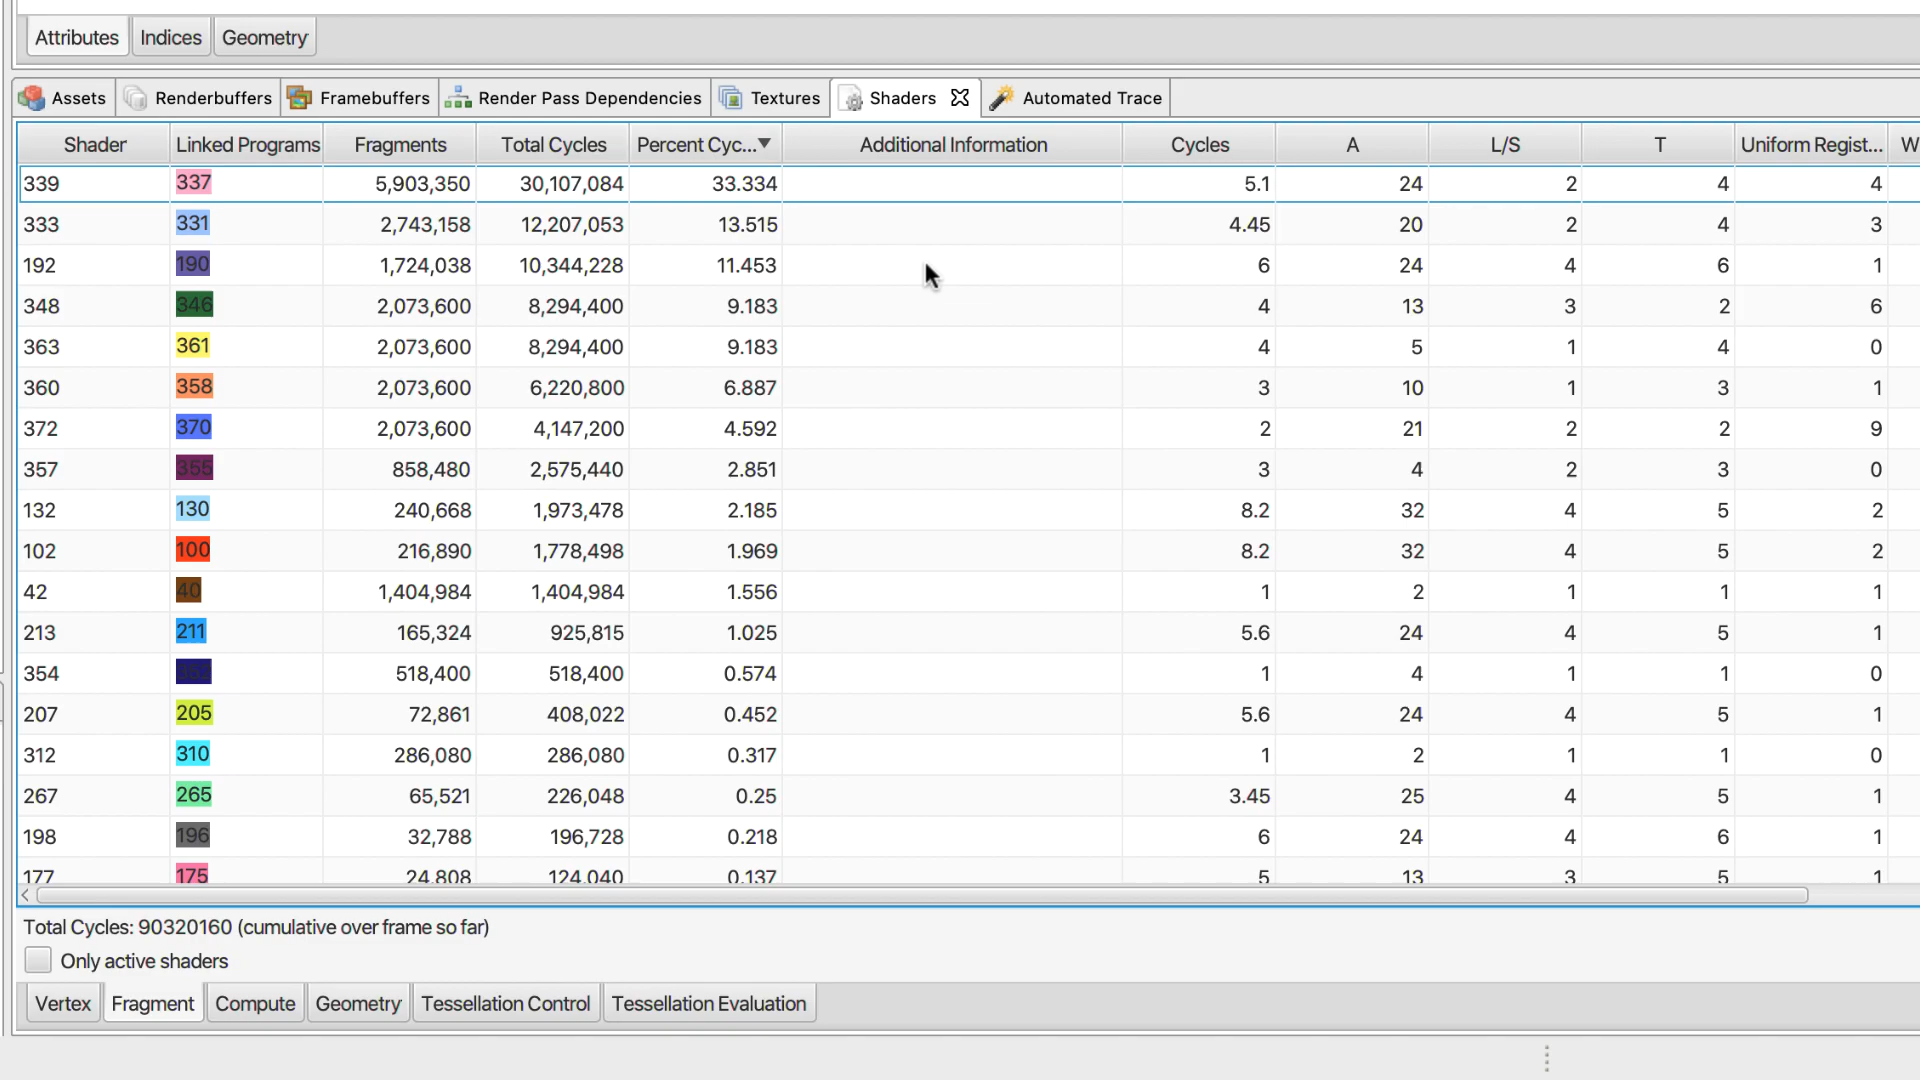 Attributes Indices Geometry
Assets Renderbuffers Framebuffers Render Pass Dependencies Textures Shaders Automated Trace
Shader Linked Programs Fragments Total Cycles Percent Cyc... Additional Information Cycles A L/S T Uniform Regist... W
339 337 5,903,350 30,107,084 33.334 5.1 24 2 4 4
333 331 2,743,158 12,207,053 13.515 4.45 20 2 4 3
192 190 1,724,038 10,344,228 11.453 6 24 4 6 1
348 346 2,073,600 8,294,400 9.183 4 13 3 2 6
363 361 2,073,600 8,294,400 9.183 4 5 1 4 0
360 358 2,073,600 6,220,800 6.887 3 10 1 3 1
372 370 2,073,600 4,147,200 4.592 2 21 2 2 9
357 355 858,480 2,575,440 2.851 3 4 2 3 0
132 130 240,668 1,973,478 2.185 8.2 32 4 5 2
102 100 216,890 1,778,498 1.969 8.2 32 4 5 2
42 40 1,404,984 1,404,984 1.556 1 2 1 1 1
213 211 165,324 925,815 1.025 5.6 24 4 5 1
354 518,400 518,400 0.574 1 4 1 1 0
207 205 72,861 408,022 0.452 5.6 24 4 5 1
312 310 286,080 286,080 0.317 1 2 1 1 0
267 265 65,521 226,048 0.25 3.45 25 4 5 1
198 196 32,788 196,728 0.218 6 24 4 6 1
177 175 24,808 124,040 0.137 5 13 3 5 1
Total Cycles: 90320160 (cumulative over frame so far)
Only active shaders
Vertex Fragment Compute Geometry Tessellation Control Tessellation Evaluation